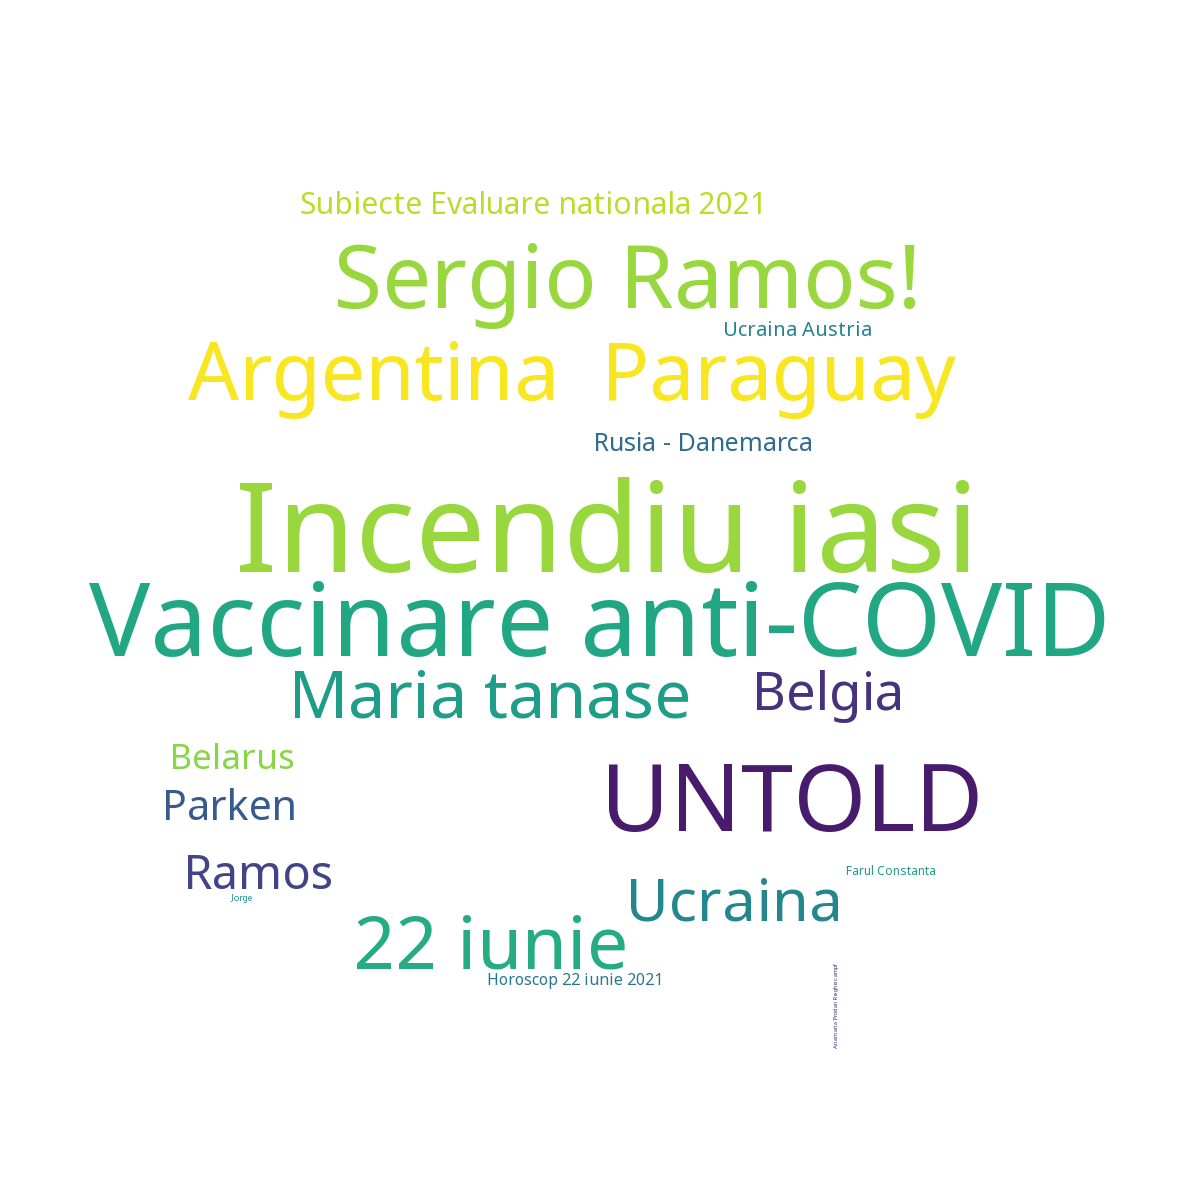 Subiecte Evaluare nationala 2021
Sergio Ramos!
Ucraina Austria
Argentina Paraguay
Rusia - Danemarca
Incendiu iasi
Vaccinare anti-COVID
Maria tanase
Belgia
Belarus
Parken
UNTOLD
Ramos
Jorge
Farul Constanta
Ucraina
22 iunie
Horoscop 22 iunie 2021
Anamaria Prodan Reghecampf